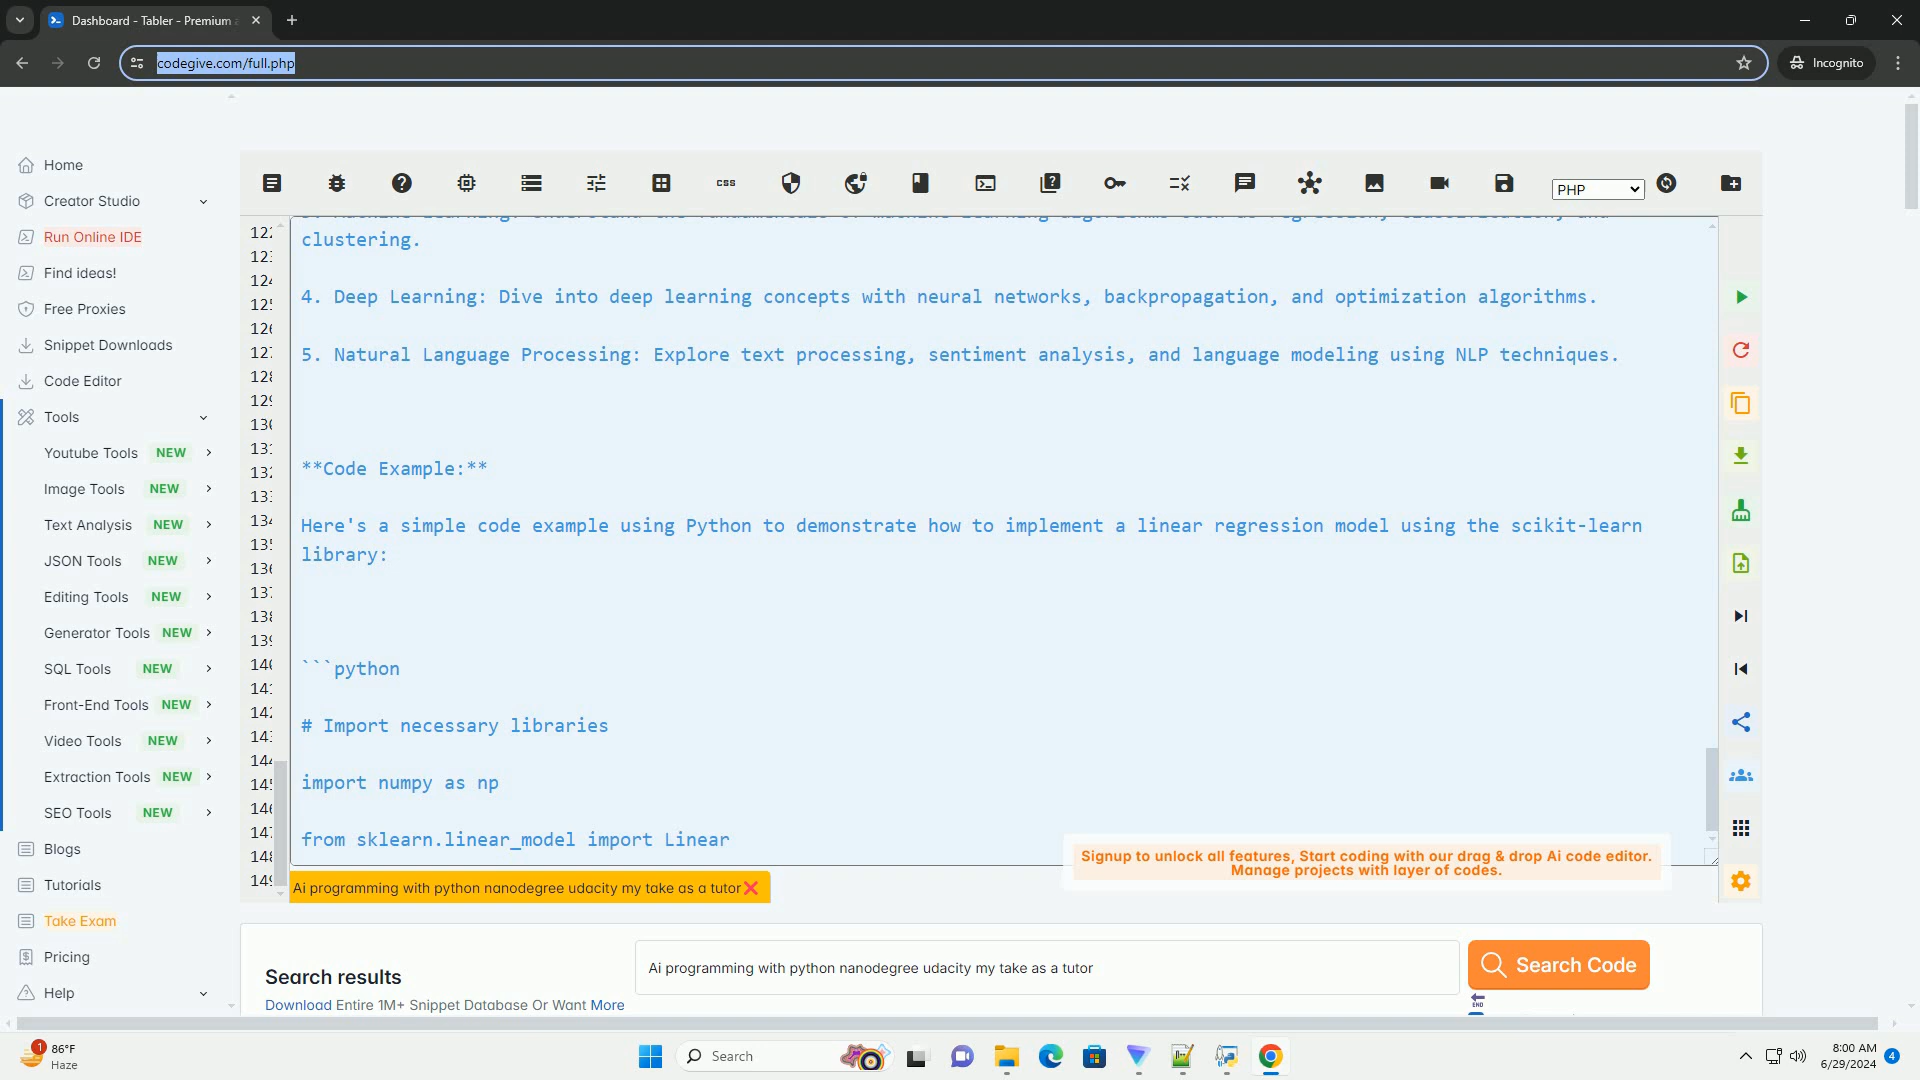 Dashboard - Tabler - Premium
codegive.com/full.php
Incognito
Home
Creator Studio
Run Online IDE
Find ideas!
Free Proxies
Snippet Downloads
Code Editor
Tools
Youtube Tools NEW
Image Tools NEW
Text Analysis NEW
JSON Tools NEW
Editing Tools NEW
Generator Tools NEW
SQL Tools NEW
Front-End Tools NEW
Video Tools NEW
Extraction Tools NEW
SEO Tools NEW
Blogs
Tutorials
Take Exam
Pricing
Help
css
PHP
clustering.
4. Deep Learning: Dive into deep learning concepts with neural networks, backpropagation, and optimization algorithms.
5. Natural Language Processing: Explore text processing, sentiment analysis, and language modeling using NLP techniques.
**Code Example:**
Here's a simple code example using Python to demonstrate how to implement a linear regression model using the scikit-learn
library:
```python
# Import necessary libraries
import numpy as np
from sklearn.linear_model import Linear
Signup to unlock all features, Start coding with our drag & drop Ai code editor.
Manage projects with layer of codes.
Ai programming with python nanodegree udacity my take as a tutor
Search results
Download Entire 1M+ Snippet Database Or Want More
Ai programming with python nanodegree udacity my take as a tutor
Search Code
END
1
86°F
Haze
Search
8:00 AM
6/29/2024
4